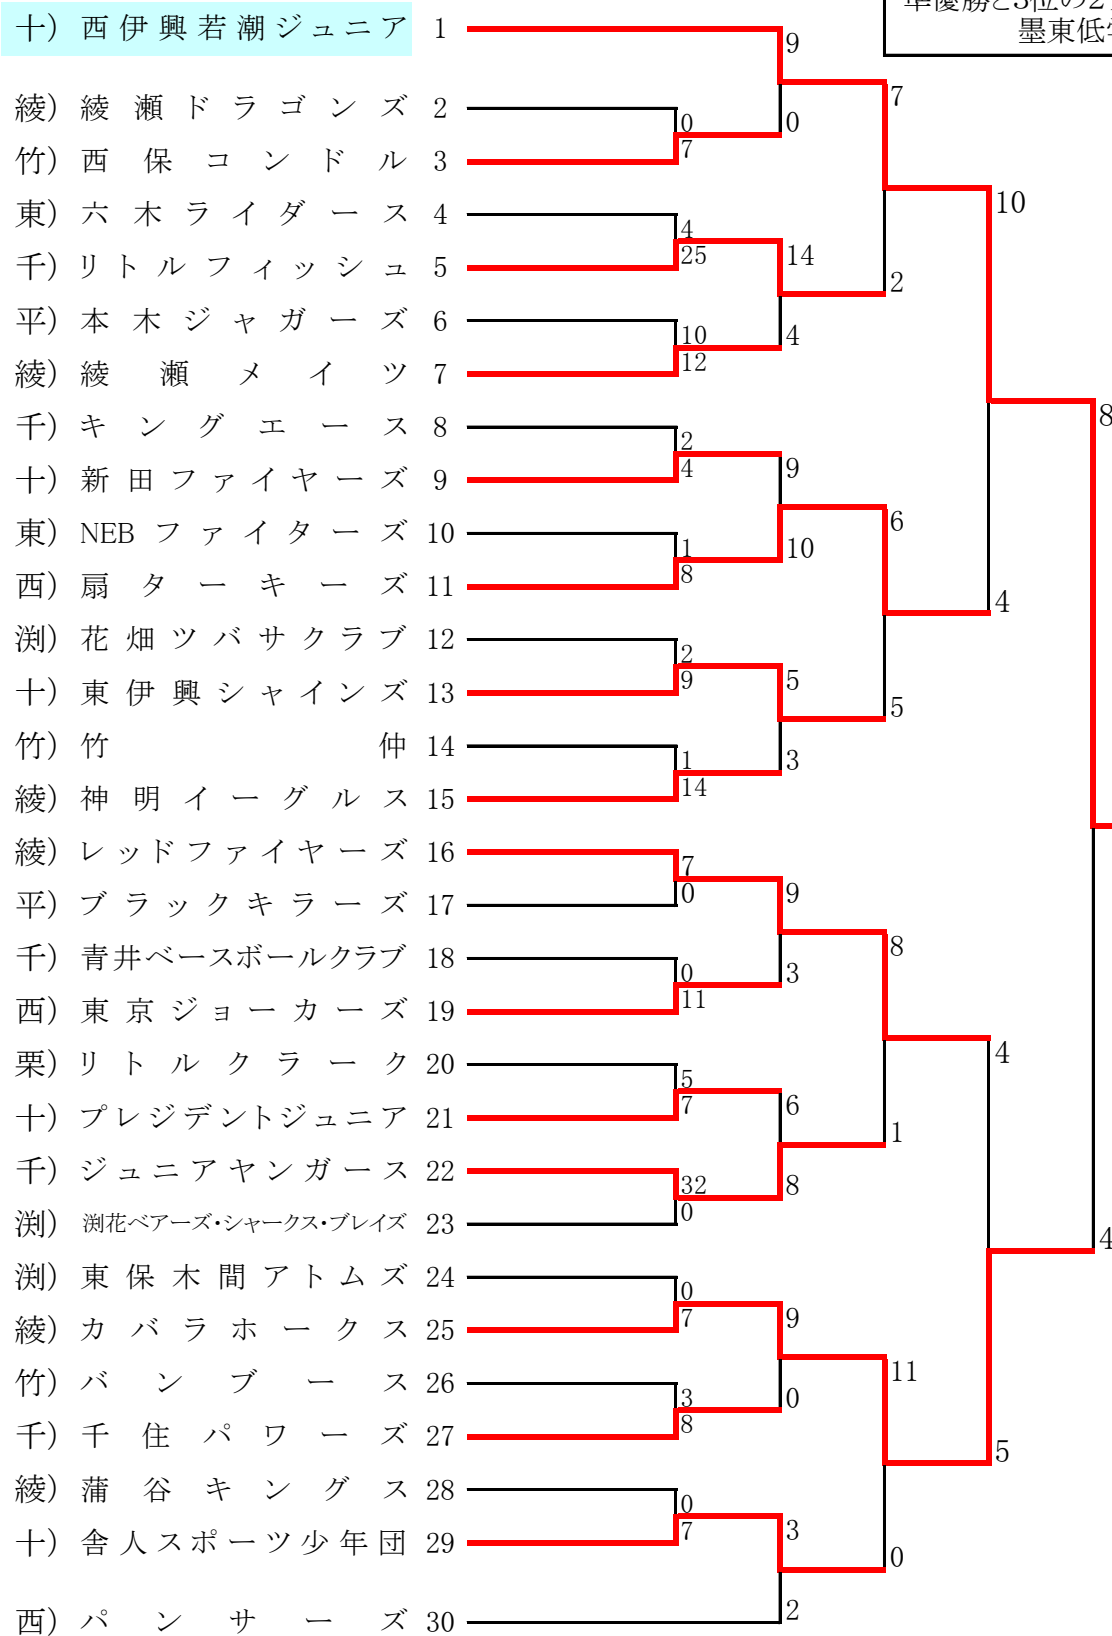 準優勝と3位の2
墨東低学
十) 西伊興若潮ジュニア 1
9
7
綾) 綾瀬ドラゴンズ 2
0
0
竹) 西保コンドル 3
7
10
東) 六木ライダース 4
4
千) リトルフィッシュ 5
25
14
2
平) 本木ジャガーズ 6
10
4
綾) 綾瀬メイツ 7
12
8
千) キングエース 8
2
十) 新田ファイヤーズ 9
4
9
6
東) NEBファイターズ 10
1
10
西) 扇ターキーズ 11
8
4
渕) 花畑ツバサクラブ 12
2
十) 東伊興シャインズ 13
9
5
5
竹) 竹仲 14
1
3
綾) 神明イーグルス 15
14
綾) レッドファイヤーズ 16
7
平) ブラックキラーズ 17
0
9
8
千) 青井ベースボールクラブ 18
0
3
西) 東京ジョーカーズ 19
11
4
栗) リトルクラーク 20
5
十) プレジデントジュニア 21
7
6
1
千) ジュニアヤンガース 22
32
8
渕) 渕花ベアーズ・シャークス・ブレイズ 23
0
4
渕) 東保木間アトムズ 24
0
綾) カバラホークス 25
7
9
11
竹) バンブース 26
3
0
千) 千住パワーズ 27
8
5
綾) 蒲谷キングス 28
0
十) 舎人スポーツ少年団 29
7
3
0
西) パンサーズ 30
2